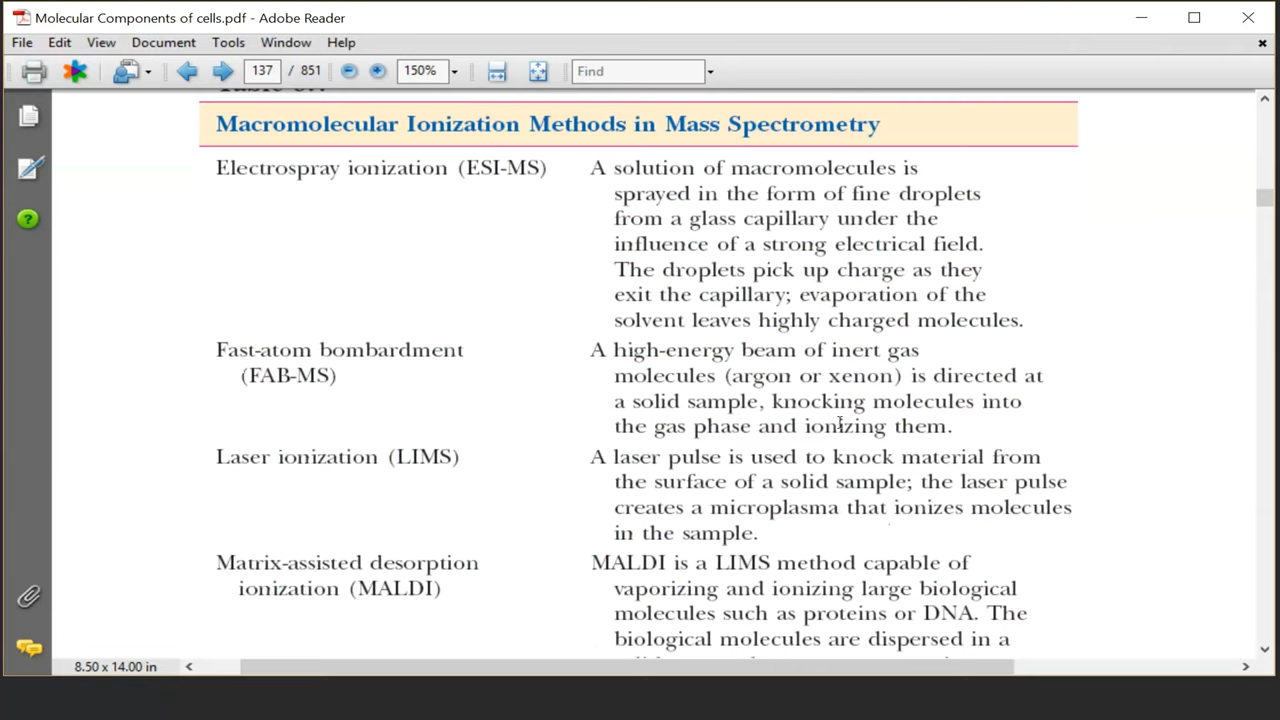 Molecular Components of cells.pdf - Adobe Reader
File Edit View Document Tools Window Help
137 / 851 150% Find
Macromolecular Ionization Methods in Mass Spectrometry
Electrospray ionization (ESI-MS)
A solution of macromolecules is
sprayed in the form of fine droplets
from a glass capillary under the
influence of a strong electrical field.
The droplets pick up charge as they
exit the capillary; evaporation of the
solvent leaves highly charged molecules.
Fast-atom bombardment
(FAB-MS)
A high-energy beam of inert gas
molecules (argon or xenon) is directed at
a solid sample, knocking molecules into
the gas phase and ionizing them.
Laser ionization (LIMS)
A laser pulse is used to knock material from
the surface of a solid sample; the laser pulse
creates a microplasma that ionizes molecules
in the sample.
Matrix-assisted desorption
ionization (MALDI)
MALDI is a LIMS method capable of
vaporizing and ionizing large biological
molecules such as proteins or DNA. The
biological molecules are dispersed in a
8.50 x 14.00 in